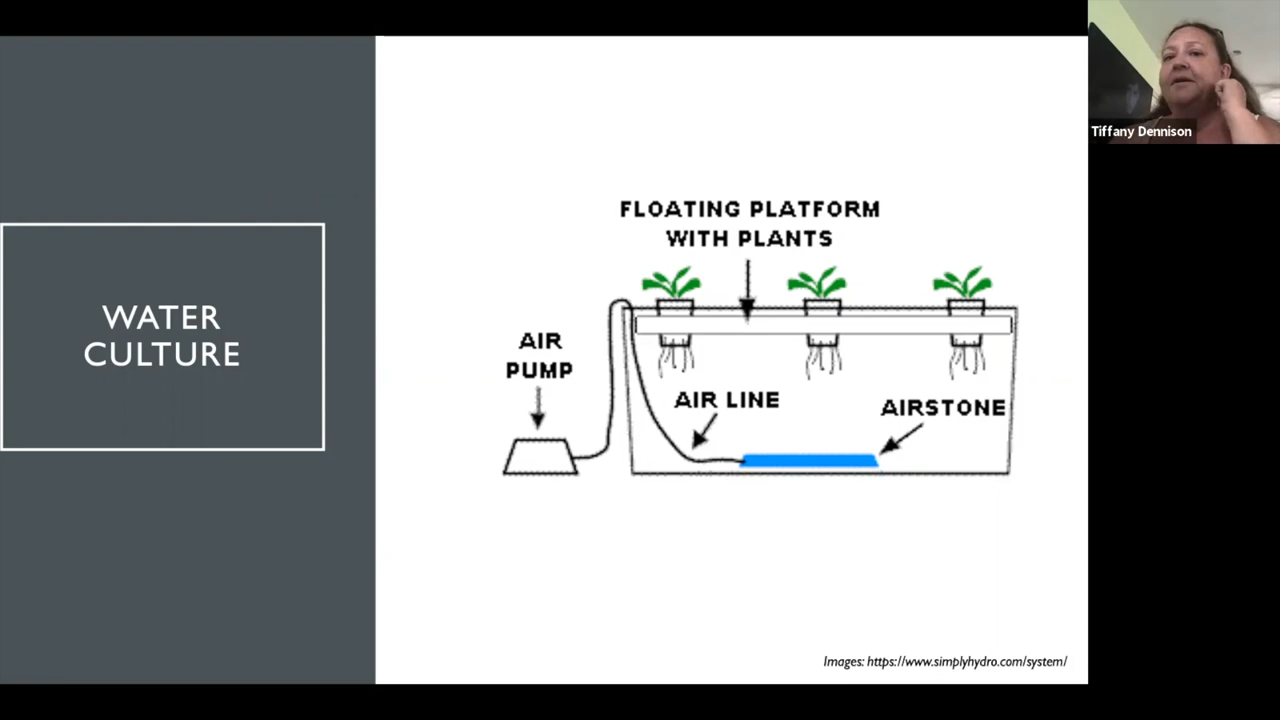 WATER
CULTURE
FLOATING PLATFORM
WITH PLANTS
AIR
PUMP
AIR LINE
AIRSTONE
Images: https://www.simplyhydro.com/system/
Tiffany Dennison